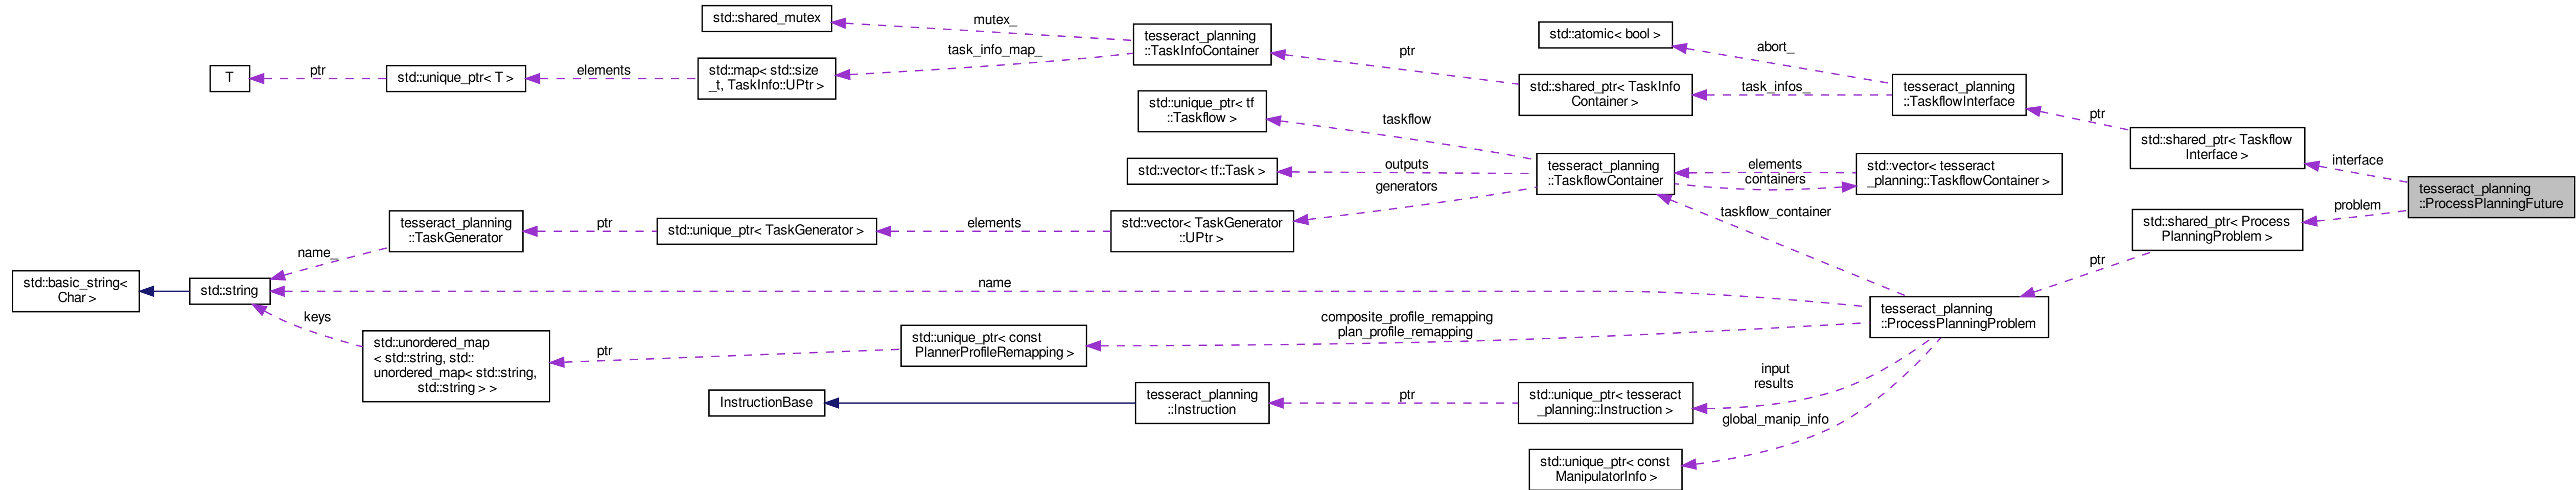 std::shared_mutex
mutex_
tesseract_planning
::TaskInfoContainer
std::atomic< bool >
abort_
T
ptr
std::unique_ptr< T >
elements
std::map< std::size
_t, TaskInfo::UPtr >
task_info_map_
ptr
std::shared_ptr< TaskInfo
Container >
task_infos_
tesseract_planning
::TaskflowInterface
ptr
std::shared_ptr< Taskflow
Interface >
interface
tesseract_planning
::ProcessPlanningFuture
std::unique_ptr< tf
::Taskflow >
taskflow
std::vector< tf::Task >
outputs
generators
tesseract_planning
::TaskflowContainer
elements
containers
std::vector< tesseract
_planning::TaskflowContainer >
problem
std::shared_ptr< Process
PlanningProblem >
ptr
tesseract_planning
::TaskGenerator
ptr
std::unique_ptr< TaskGenerator >
elements
std::vector< TaskGenerator
::UPtr >
taskflow_container
std::basic_string<
Char >
std::string
name_
name
keys
tesseract_planning
::ProcessPlanningProblem
std::unordered_map
< std::string, std::
unordered_map< std::string,
std::string > >
ptr
std::unique_ptr< const
PlannerProfileRemapping >
composite_profile_remapping
plan_profile_remapping
InstructionBase
tesseract_planning
::Instruction
ptr
std::unique_ptr< tesseract
_planning::Instruction >
input
results
global_manip_info
std::unique_ptr< const
ManipulatorInfo >